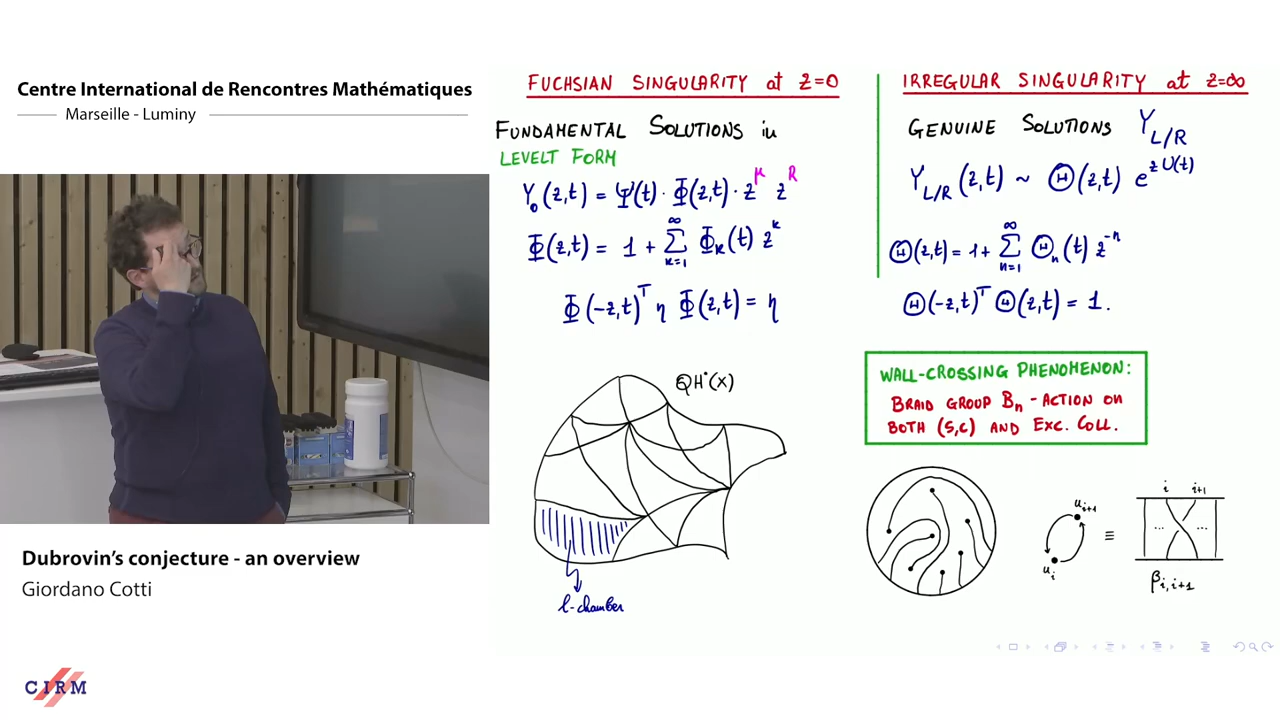 Centre International de Rencontres Mathématiques
Marseille - Luminy
FUCHSIAN SINGULARITY at z=0
FUNDAMENTAL SOLUTIONS in
LEVELT FORM
Y₀(z,t) = Ψ(t) · Φ(z,t) · z^μ z^R
Φ(z,t) = 1 + ∑_{k=1}^∞ Φ_k(t) z^k
Φ(-z,t)^T η Φ(z,t) = η
IRREGULAR SINGULARITY at z=∞
GENUINE SOLUTIONS Y_{L/R}
Y_{L/R}(z,t) ~ Θ(z,t) e^{zU(t)}
Θ(z,t) = 1 + ∑_{n=1}^∞ Θ_n(t) z^{-n}
Θ(-z,t)^T Θ(z,t) = 1.
QH•(X)
ℓ-chamber
WALL-CROSSING PHENOMENON:
BRAID GROUP B_n - ACTION ON
BOTH (S,C) AND EXC. COLL.
u_{i+1}
u_i
≡
i i+1
... ...
β_{i,i+1}
Dubrovin's conjecture - an overview
Giordano Cotti
CIRM